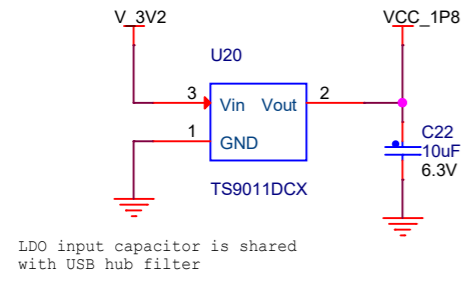 V_3V2
VCC_1P8
U20
3
Vin
Vout
2
1
GND
C22
10uF
6.3V
TS9011DCX
LDO input capacitor is shared
with USB hub filter